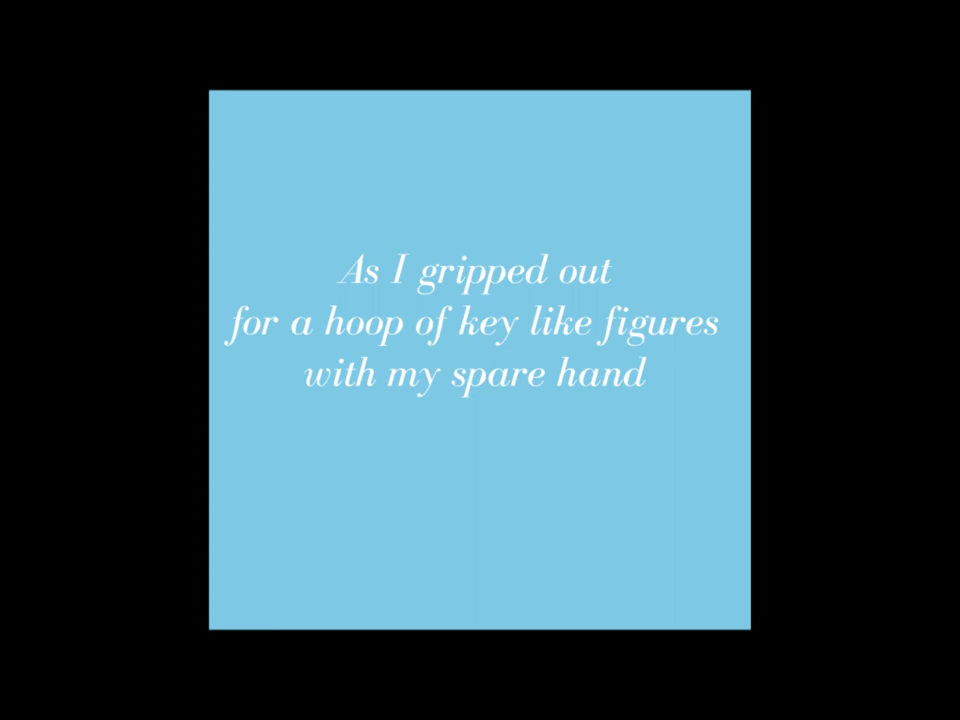 As I gripped out
for a hoop of key like figures
with my spare hand